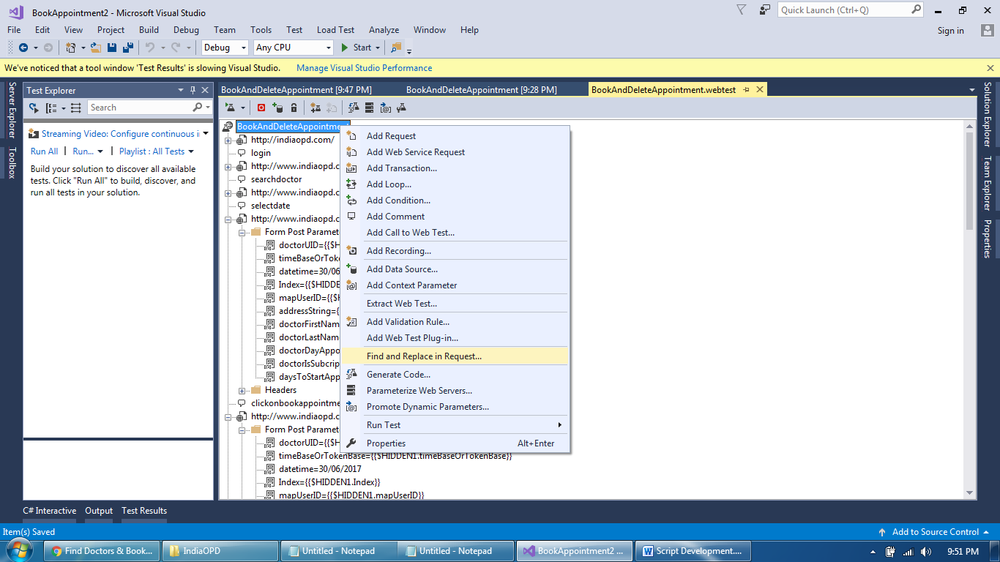 BookAppointment2 - Microsoft Visual Studio
Quick Launch (Ctrl+Q)
File Edit View Project Build Debug Team Tools Test Load Test Analyze Window Help
Sign in
Debug Any CPU Start
We've noticed that a tool window 'Test Results' is slowing Visual Studio. Manage Visual Studio Performance
Server Explorer
Toolbox
Test Explorer
Search
Streaming Video: Configure continuous i
Run All | Run... | Playlist : All Tests
Build your solution to discover all available
tests. Click "Run All" to build, discover, and
run all tests in your solution.
BookAndDeleteAppointment [9:47 PM] BookAndDeleteAppointment [9:28 PM] BookAndDeleteAppointment.webtest
BookAndDeleteAppointment
http://indiaopd.com/
login
http://www.indiaopd.c
searchdoctor
http://www.indiaopd.c
selectdate
http://www.indiaopd.c
Form Post Paramet
doctorUID={{$H
timeBaseOrToke
datetime=30/06
Index={{$HIDDE
mapUserID={{$H
addressString={
doctorFirstNam
doctorLastNam
doctorDayAppo
doctorIsSubcrip
daysToStartApp
Headers
clickonbookappointme
http://www.indiaopd.c
Form Post Paramet
doctorUID={{$H
timeBaseOrTokenBase={{$HIDDEN1.timeBaseOrTokenBase}}
datetime=30/06/2017
Index={{$HIDDEN1.Index}}
mapUserID={{$HIDDEN1.mapUserID}}
Add Request
Add Web Service Request
Add Transaction...
Add Loop...
Add Condition...
Add Comment
Add Call to Web Test...
Add Recording...
Add Data Source...
Add Context Parameter
Extract Web Test...
Add Validation Rule...
Add Web Test Plug-in...
Find and Replace in Request...
Generate Code...
Parameterize Web Servers...
Promote Dynamic Parameters...
Run Test
Properties Alt+Enter
Solution Explorer
Team Explorer
Properties
C# Interactive Output Test Results
Item(s) Saved
Add to Source Control
Find Doctors & Book... IndiaOPD Untitled - Notepad Untitled - Notepad BookAppointment2 ... Script Development....
9:51 PM